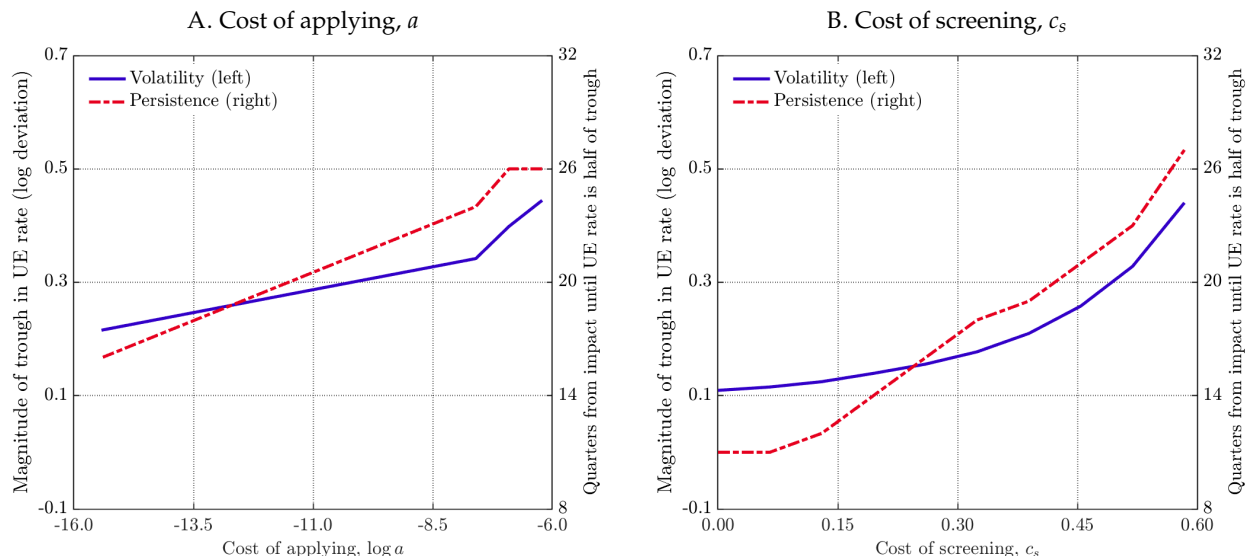 A. Cost of applying, a
Magnitude of trough in UE rate (log deviation)
0.7
0.5
0.3
0.1
-0.1
Volatility (left)
Persistence (right)
32
26
20
14
8
Quarters from impact until UE rate is half of trough
-16.0 -13.5 -11.0 -8.5 -6.0
Cost of applying, log a
B. Cost of screening, cₛ
Magnitude of trough in UE rate (log deviation)
0.7
0.5
0.3
0.1
-0.1
Volatility (left)
Persistence (right)
32
26
20
14
8
Quarters from impact until UE rate is half of trough
0.00 0.15 0.30 0.45 0.60
Cost of screening, cₛ